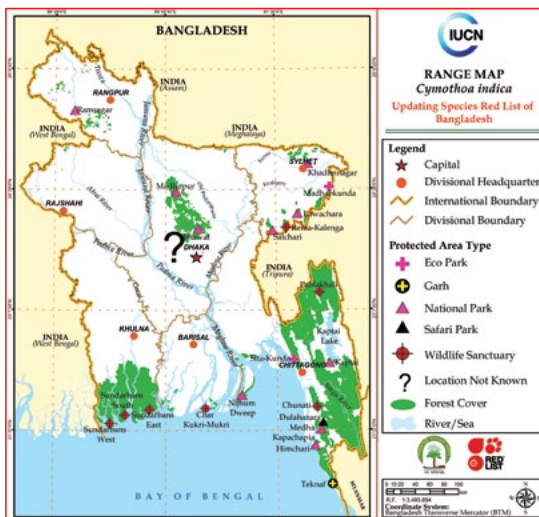 BANGLADESH
INDIA
(Assam)
RANGPUR
Ramsagar
INDIA
(West Bengal)
INDIA
(Meghalaya)
SYLHET
Khadimnagar
Madhabkunda
Madhupur
Lawachara
Rema-Kalenga
Satchari
RAJSHAHI
Padma River
?
DHAKA
Padma River
INDIA
(Tripura)
Pablakhali
INDIA
(West Bengal)
KHULNA
BARISAL
Kaptai
Lake
Sita-Kunda
Kaptai
CHITTAGONG
Sundarbans
South
Sundarbans
East
Sundarbans
West
Char
Kukri-Mukri
Nijhum
Dweep
Chunati
Dulahazara
Medha
Kapachapia
Himchari
Teknaf
MYANMAR
BAY OF BENGAL
IUCN
RANGE MAP
Cymothoa indica
Updating Species Red List of
Bangladesh
Legend
Capital
Divisional Headquarter
International Boundary
Divisional Boundary
Protected Area Type
Eco Park
Garh
National Park
Safari Park
Wildlife Sanctuary
? Location Not Known
Forest Cover
River/Sea
RED
LIST
Coordinate System:
Bangladesh Transverse Mercator (BTM)